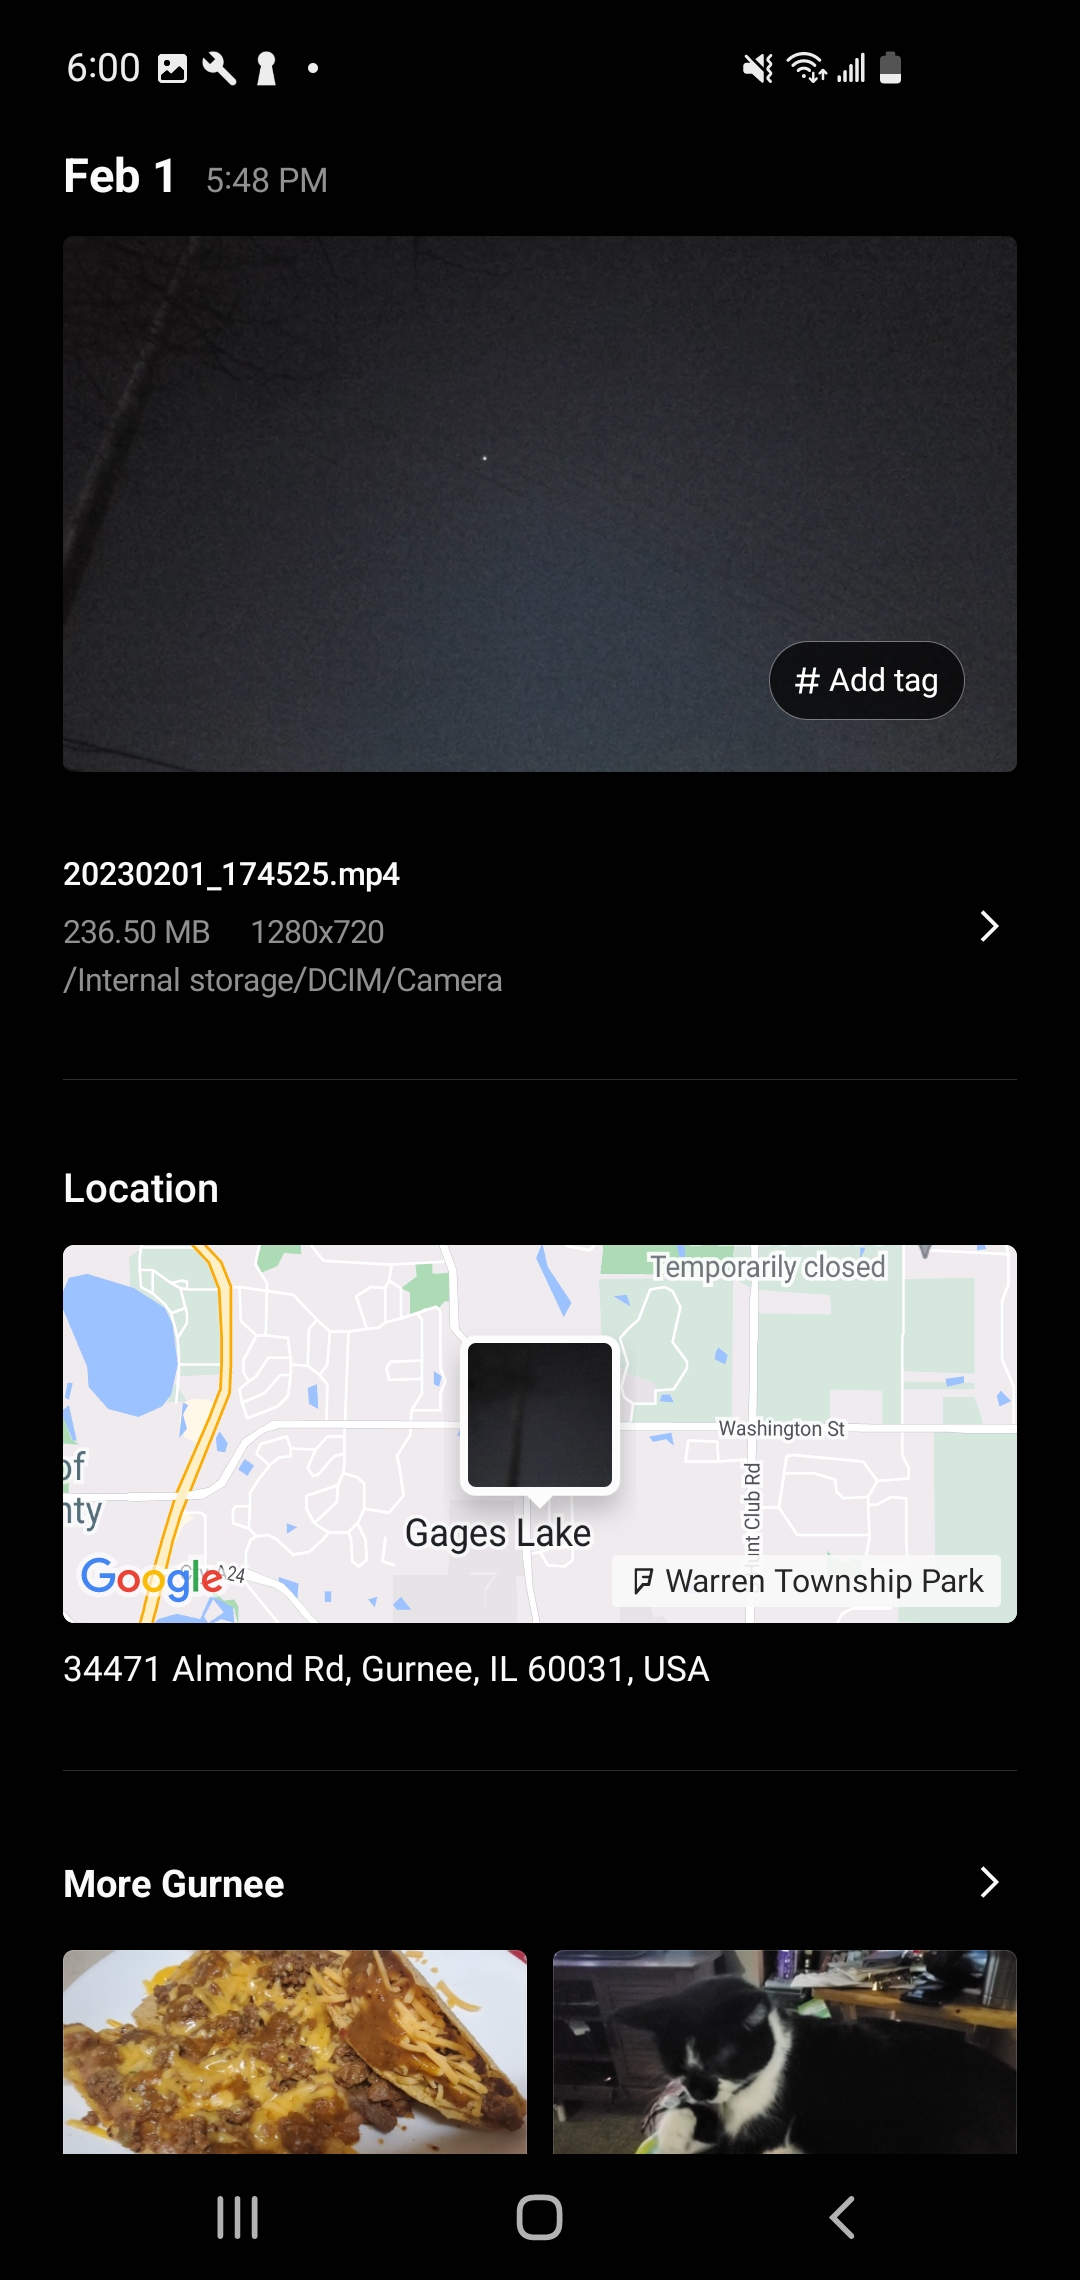 6:00
Feb 1 5:48 PM
# Add tag
20230201_174525.mp4
236.50 MB 1280x720
/Internal storage/DCIM/Camera
Location
Temporarily closed
Washington St
of
nty
unt Club Rd
Gages Lake
Google
A24
Warren Township Park
34471 Almond Rd, Gurnee, IL 60031, USA
More Gurnee